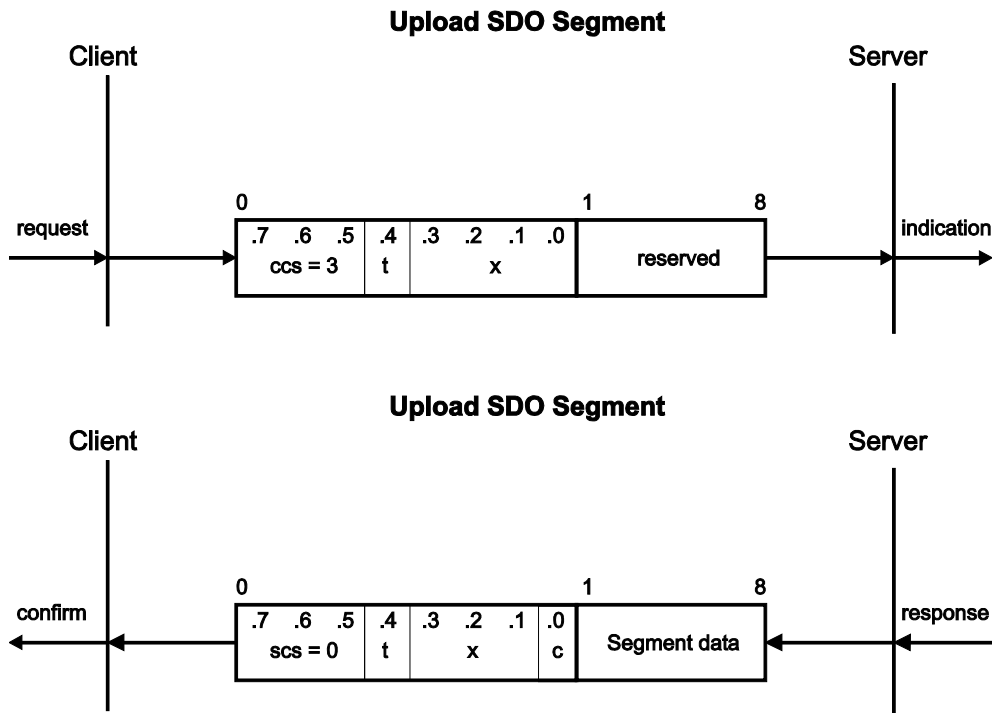 Upload SDO Segment
Client Server
0 1 8
request indication
.7 .6 .5 .4 .3 .2 .1 .0
ccs = 3 t x reserved
Upload SDO Segment
Client Server
0 1 8
confirm response
.7 .6 .5 .4 .3 .2 .1 .0
scs = 0 t x c Segment data